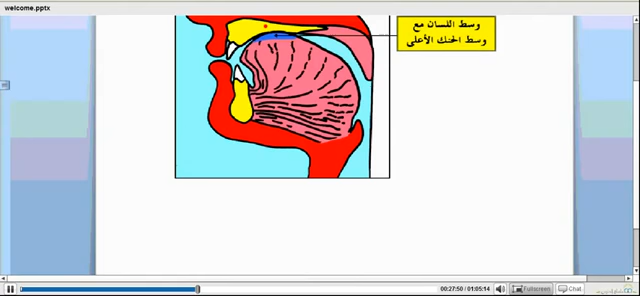 welcome.pptx
وسط اللسان مع
وسط الحنك الأعلى
00:27:50 / 01:05:14
Fullscreen
Chat